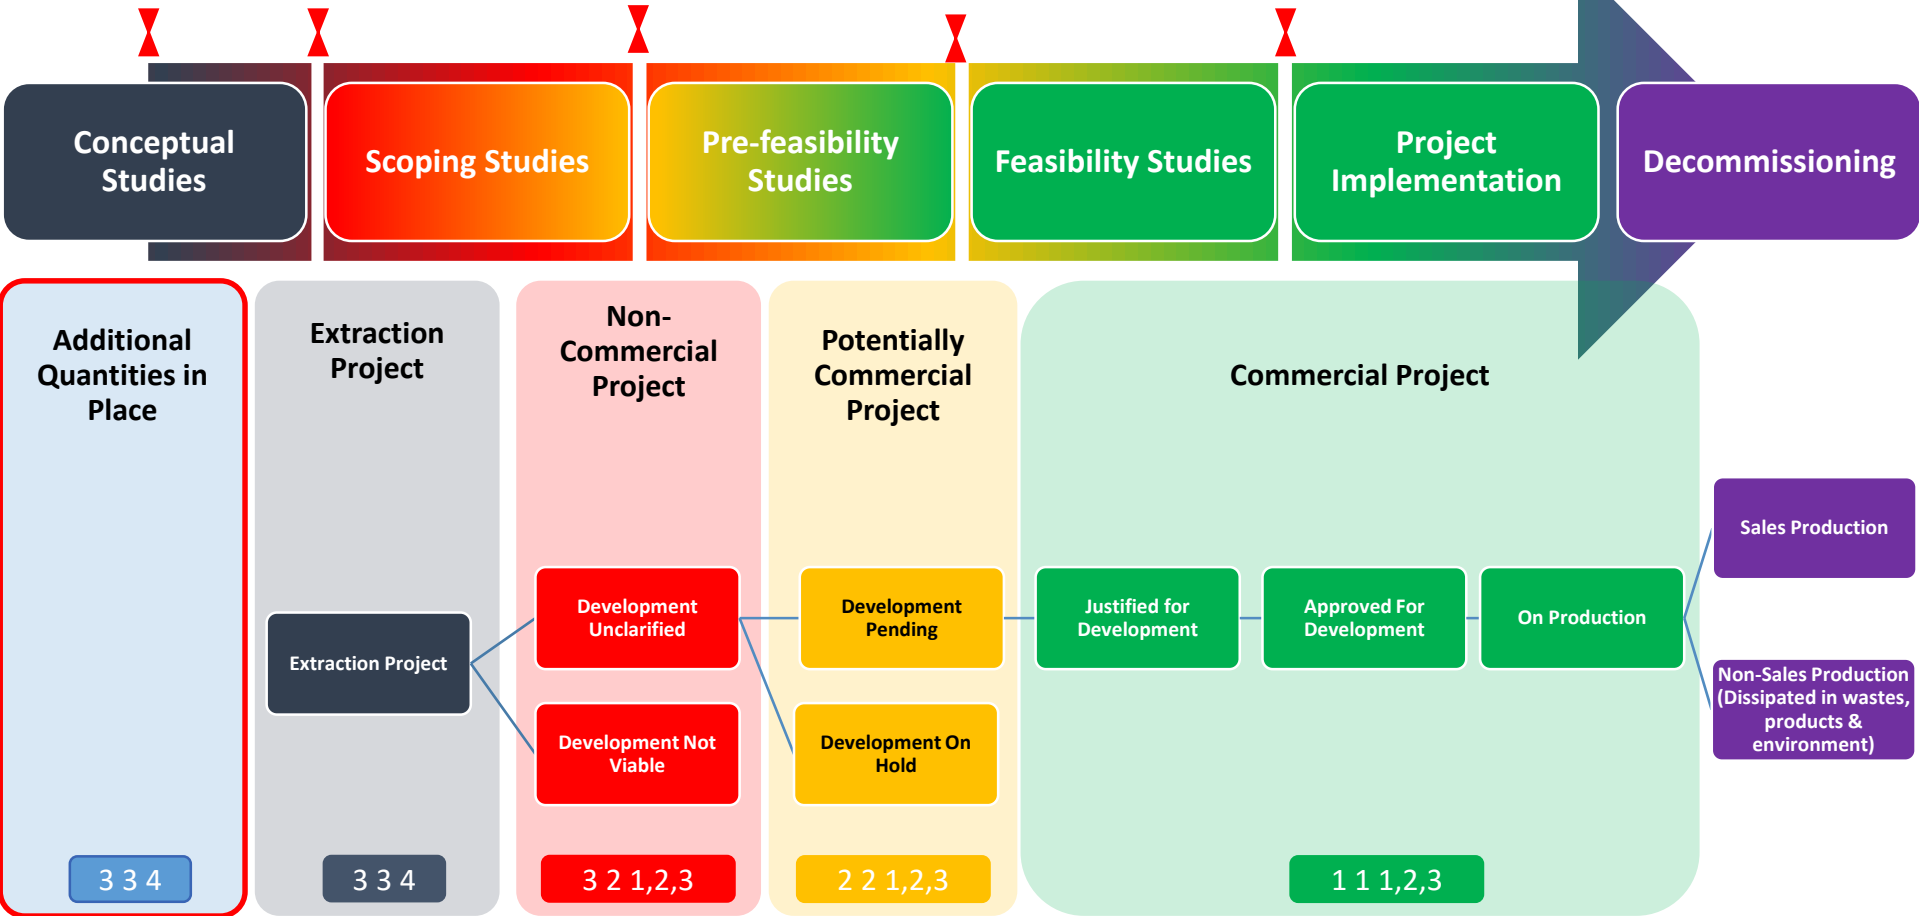 Conceptual
Studies
Scoping Studies
Pre-feasibility
Studies
Feasibility Studies
Project
Implementation
Decommissioning
Additional
Quantities in
Place
Extraction
Project
Non-
Commercial
Project
Potentially
Commercial
Project
Commercial Project
Extraction Project
Development
Unclarified
Development Not
Viable
Development
Pending
Development On
Hold
Justified for
Development
Approved For
Development
On Production
Sales Production
Non-Sales Production
(Dissipated in wastes,
products &
environment)
3 3 4
3 3 4
3 2 1,2,3
2 2 1,2,3
1 1 1,2,3